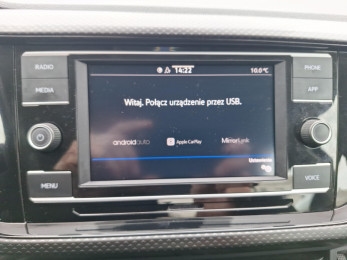 RADIO
MEDIA
MENU
14:22
10.0°C
Witaj. Połącz urządzenie przez USB.
androidauto
Apple CarPlay
MirrorLink
PHONE
APP
VOICE